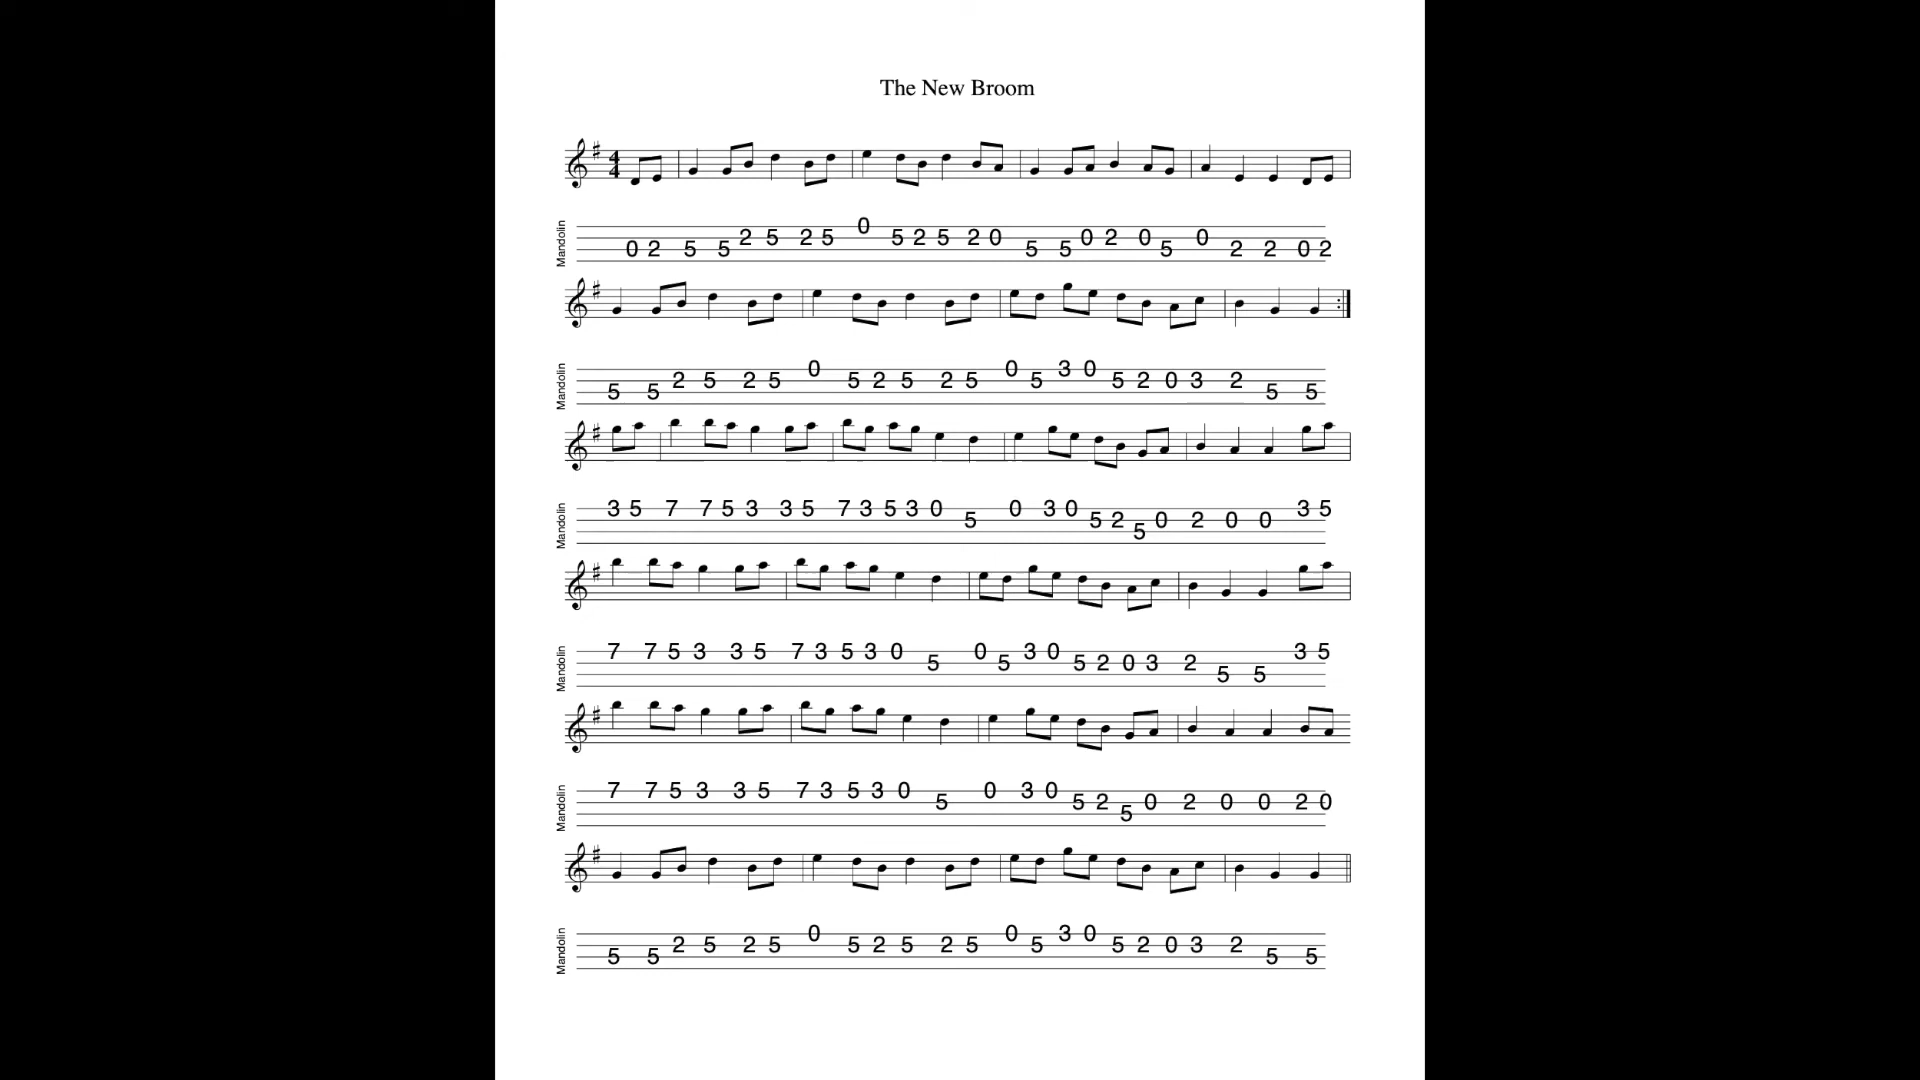 The New Broom
4
4
Mandolin
0 2 5 5 2 5 2 5 0 5 2 5 2 0 5 5 0 2 0 5 0 2 2 0 2
Mandolin
5 5 2 5 2 5 0 5 2 5 2 5 0 5 3 0 5 2 0 3 2 5 5
Mandolin
3 5 7 7 5 3 3 5 7 3 5 3 0 5 0 3 0 5 2 5 0 2 0 0 3 5
Mandolin
7 7 5 3 3 5 7 3 5 3 0 5 0 5 3 0 5 2 0 3 2 5 5 3 5
Mandolin
7 7 5 3 3 5 7 3 5 3 0 5 0 3 0 5 2 5 0 2 0 0 2 0
Mandolin
5 5 2 5 2 5 0 5 2 5 2 5 0 5 3 0 5 2 0 3 2 5 5